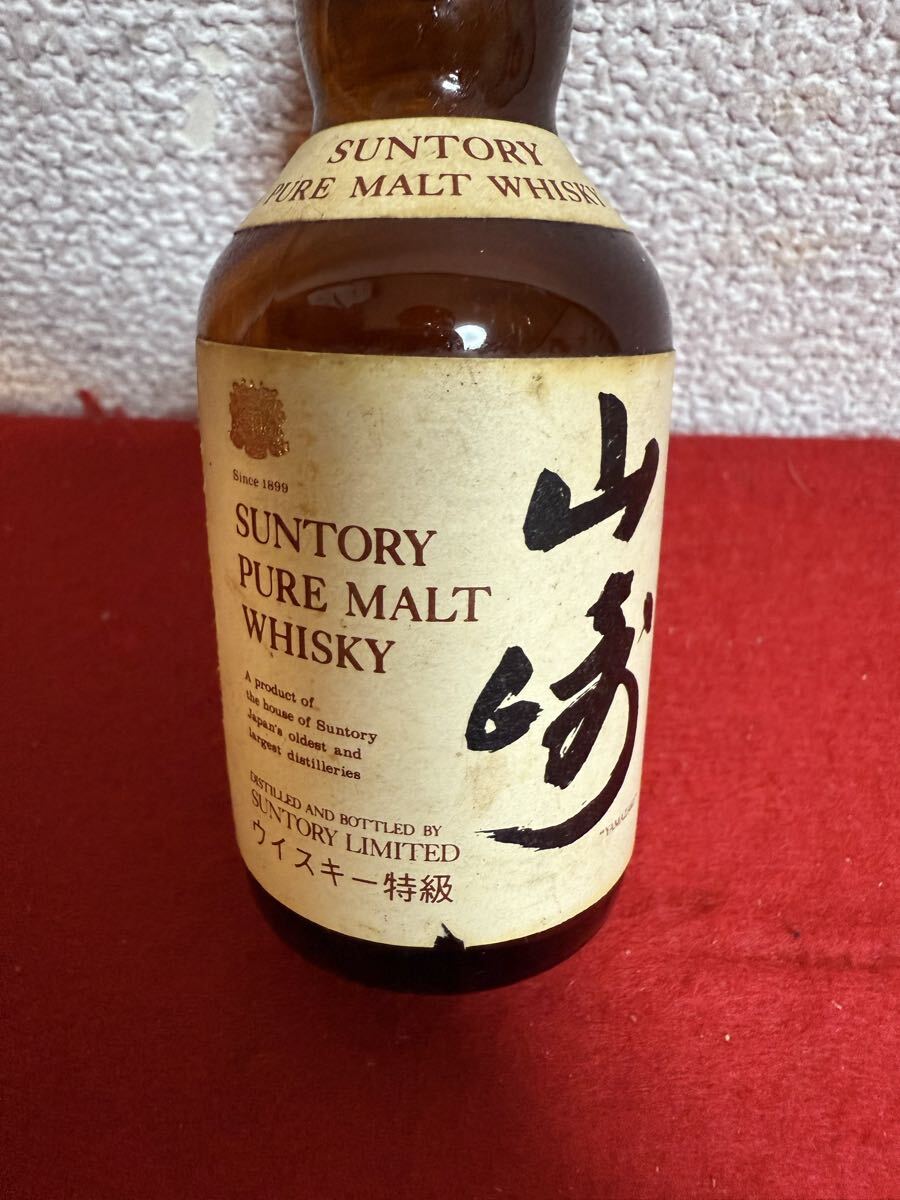 SUNTORY
PURE MALT WHISKY
Since 1899
SUNTORY
PURE MALT
WHISKY
A product of
the house of Suntory
Japan's oldest and
largest distilleries
DISTILLED AND BOTTLED BY
SUNTORY LIMITED
ウイスキー特級
山崎